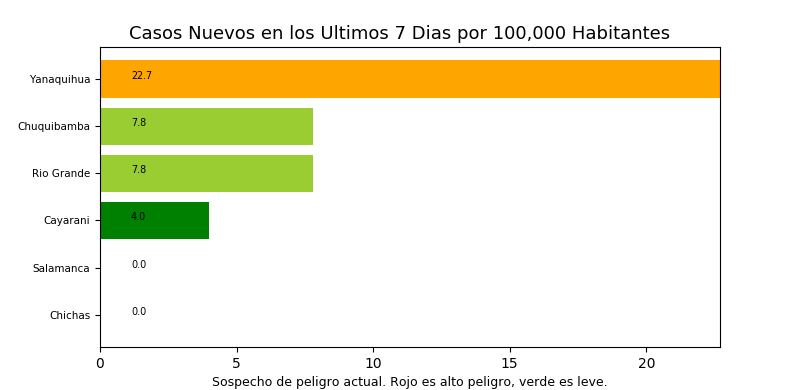 Casos Nuevos en los Ultimos 7 Dias por 100,000 Habitantes
Yanaquihua 22.7
Chuquibamba 7.8
Rio Grande 7.8
Cayarani 4.0
Salamanca 0.0
Chichas 0.0
0 5 10 15 20
Sospecho de peligro actual. Rojo es alto peligro, verde es leve.